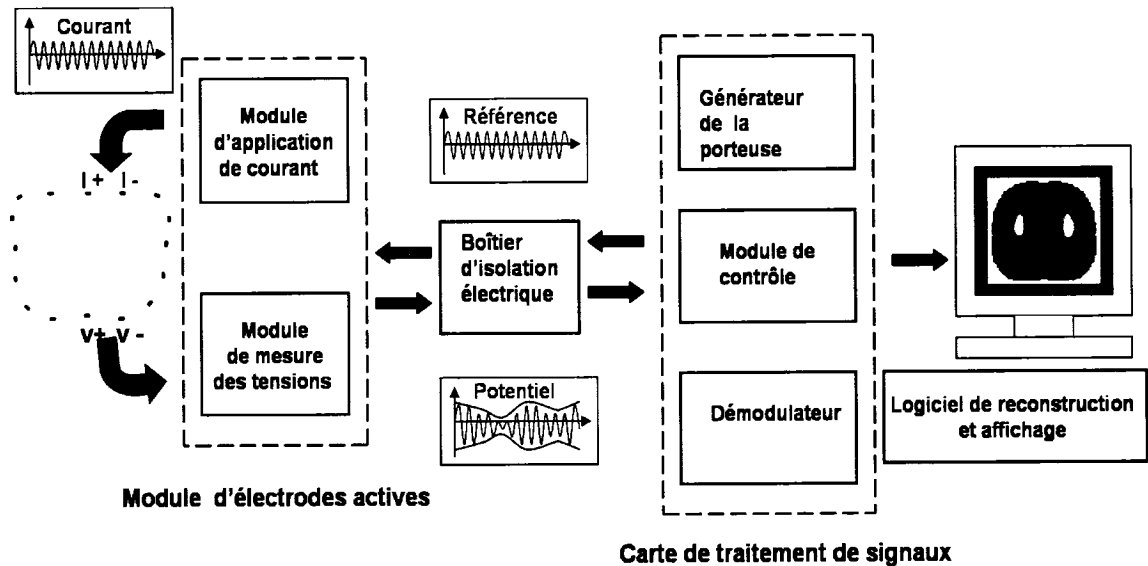 Courant
Module
d'application
de courant
I+ I-
V+ V-
Module
de mesure
des tensions
Module d'électrodes actives
Référence
Boîtier
d'isolation
électrique
Potentiel
Générateur
de la
porteuse
Module de
contrôle
Démodulateur
Carte de traitement de signaux
Logiciel de reconstruction
et affichage